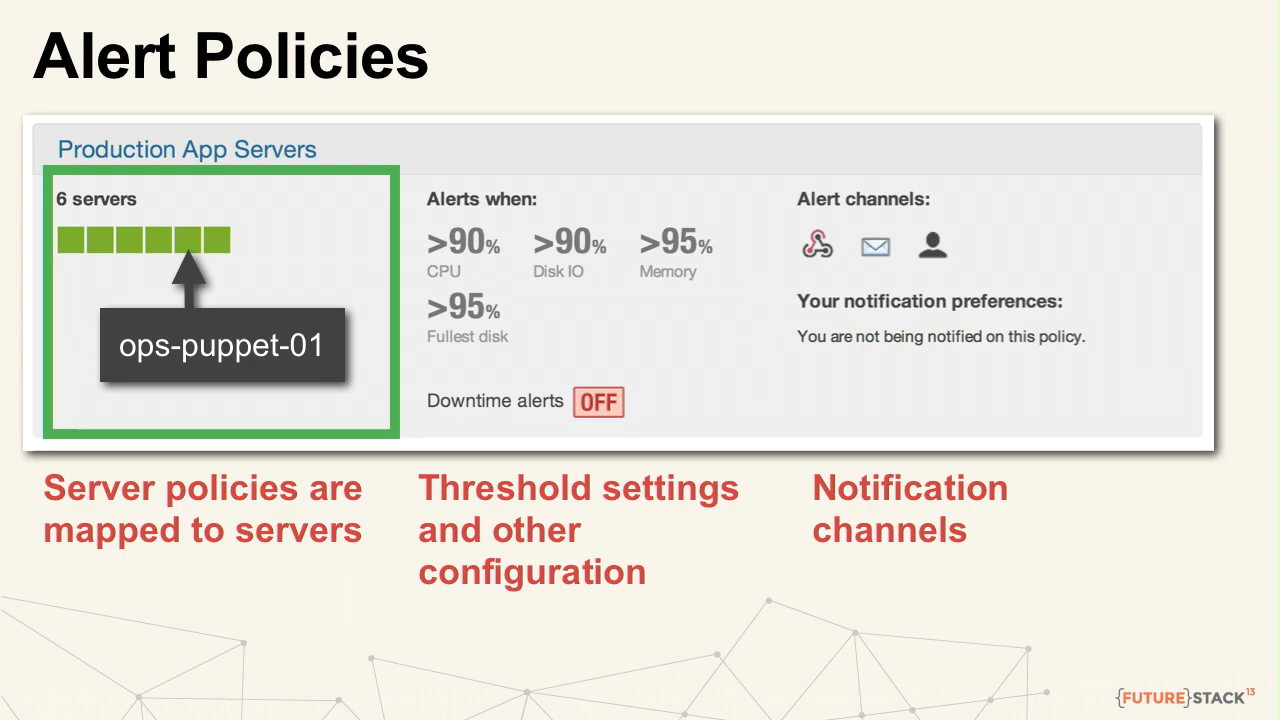 Alert Policies
Production App Servers
6 servers
ops-puppet-01
Alerts when:
>90% >90% >95%
CPU Disk IO Memory
>95%
Fullest disk
Downtime alerts OFF
Alert channels:
Your notification preferences:
You are not being notified on this policy.
Server policies are
mapped to servers
Threshold settings
and other
configuration
Notification
channels
{FUTURE}STACK13